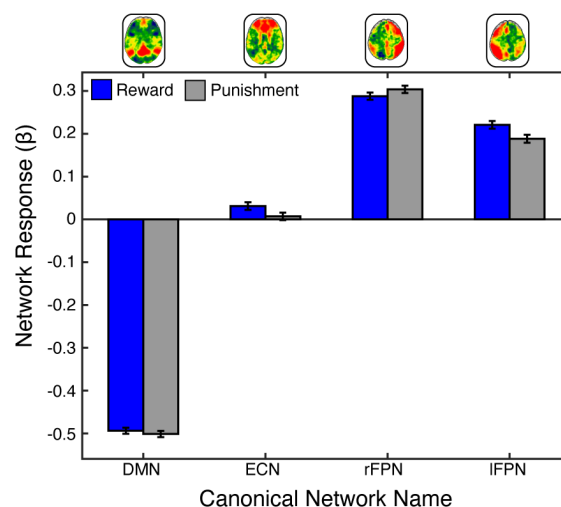 Reward Punishment
Network Response (β)
0.3
0.2
0.1
0
-0.1
-0.2
-0.3
-0.4
-0.5
DMN ECN rFPN lFPN
Canonical Network Name